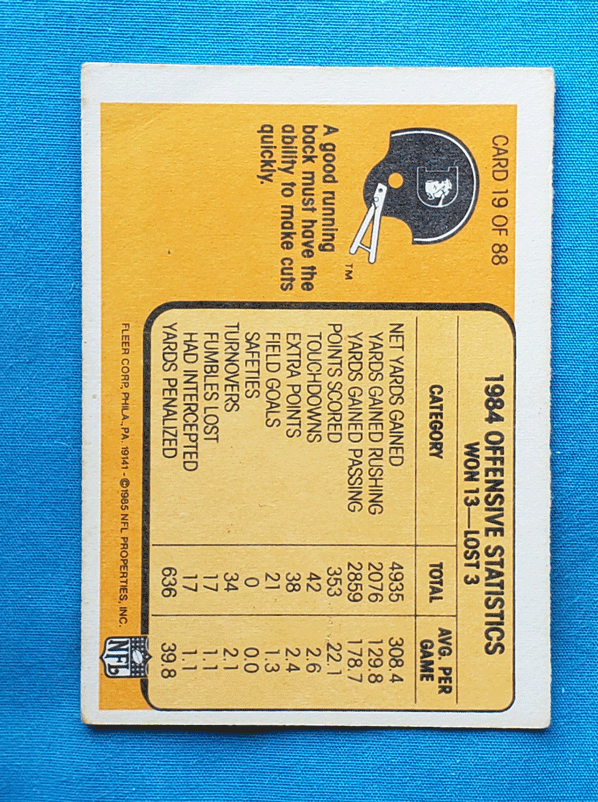 CARD 19 OF 88
D
TM
A good running
back must have the
ability to make cuts
quickly.
1984 OFFENSIVE STATISTICS
WON 13—LOST 3
CATEGORY TOTAL AVG. PER GAME
NET YARDS GAINED 4935 308.4
YARDS GAINED RUSHING 2076 129.8
YARDS GAINED PASSING 2859 178.7
POINTS SCORED 353 22.1
TOUCHDOWNS 42 2.6
EXTRA POINTS 38 2.4
FIELD GOALS 21 1.3
SAFETIES 0 0.0
TURNOVERS 34 2.1
FUMBLES LOST 17 1.1
HAD INTERCEPTED 17 1.1
YARDS PENALIZED 636 39.8
FLEER CORP. PHILA., PA. 19141 - ©1985 NFL PROPERTIES, INC.
NFL